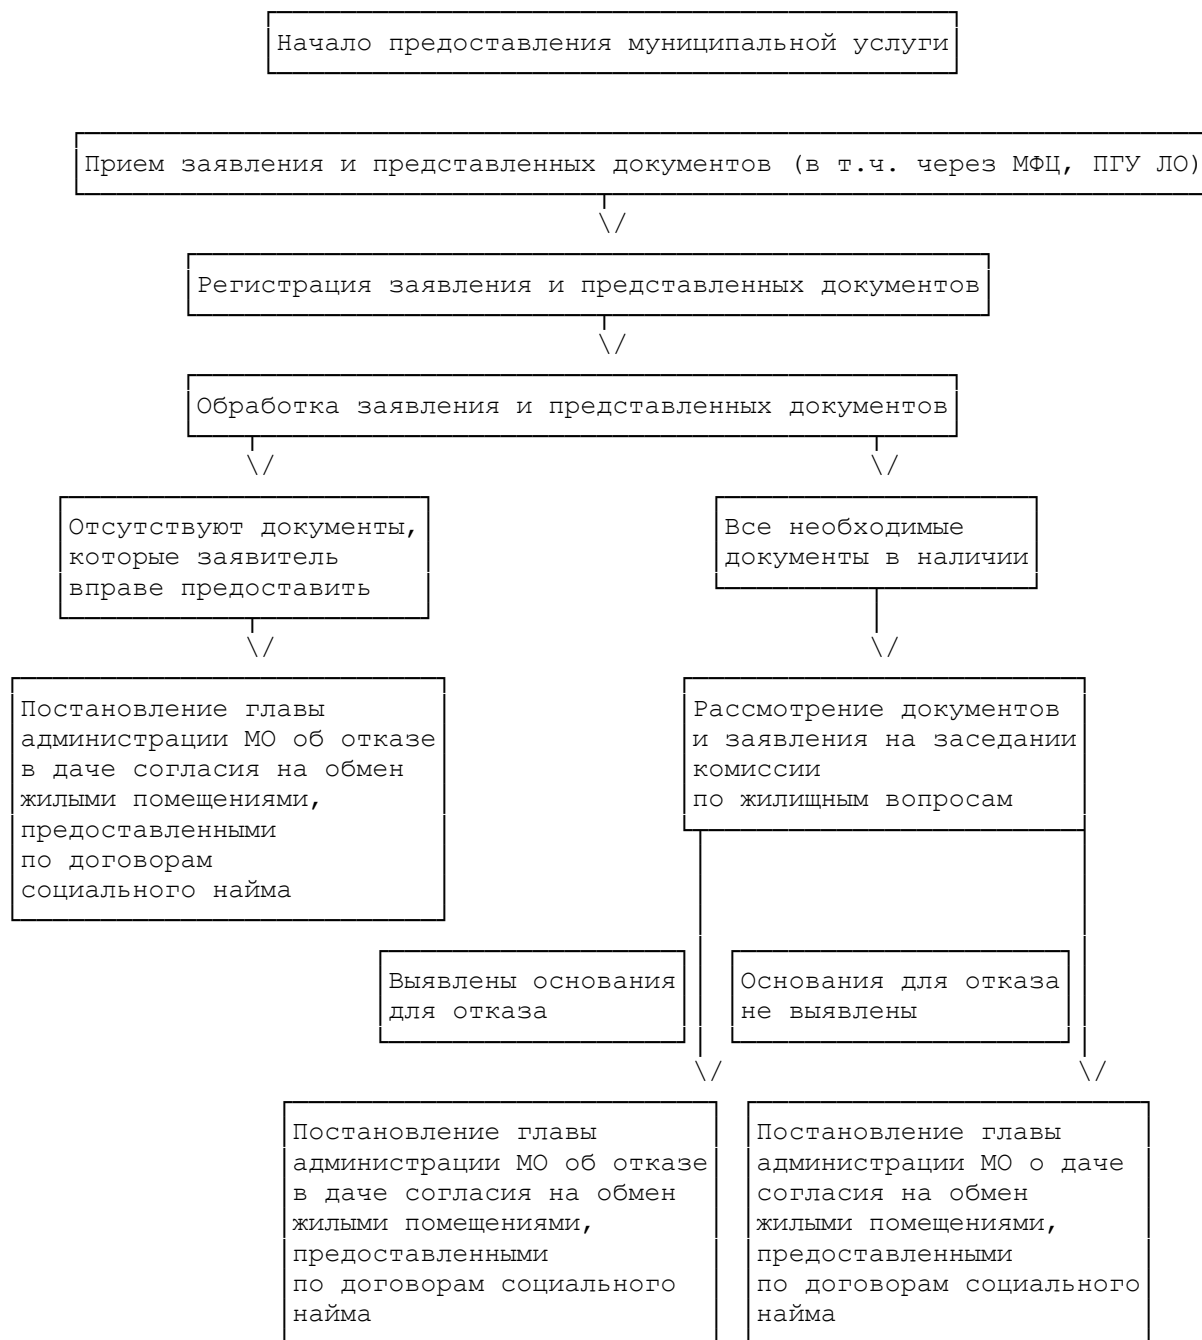 Начало предоставления муниципальной услуги
Прием заявления и представленных документов (в т.ч. через МФЦ, ПГУ ЛО)
Регистрация заявления и представленных документов
Обработка заявления и представленных документов
Отсутствуют документы,
которые заявитель
вправе предоставить
Все необходимые
документы в наличии
Постановление главы
администрации МО об отказе
в даче согласия на обмен
жилыми помещениями,
предоставленными
по договорам
социального найма
Рассмотрение документов
и заявления на заседании
комиссии
по жилищным вопросам
Выявлены основания
для отказа
Основания для отказа
не выявлены
Постановление главы
администрации МО об отказе
в даче согласия на обмен
жилыми помещениями,
предоставленными
по договорам социального
найма
Постановление главы
администрации МО о даче
согласия на обмен
жилыми помещениями,
предоставленными
по договорам социального
найма